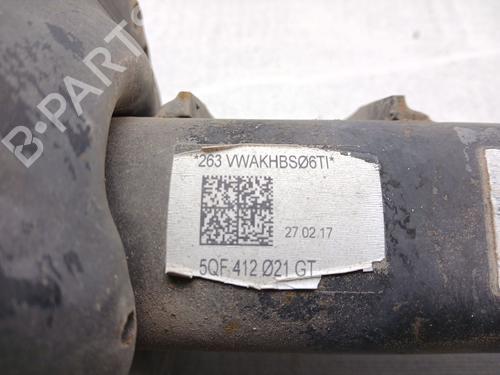 *263 VWAKHBSØ6TI*
27.02.17
5QF 412 Ø21 GT
B-PARTS